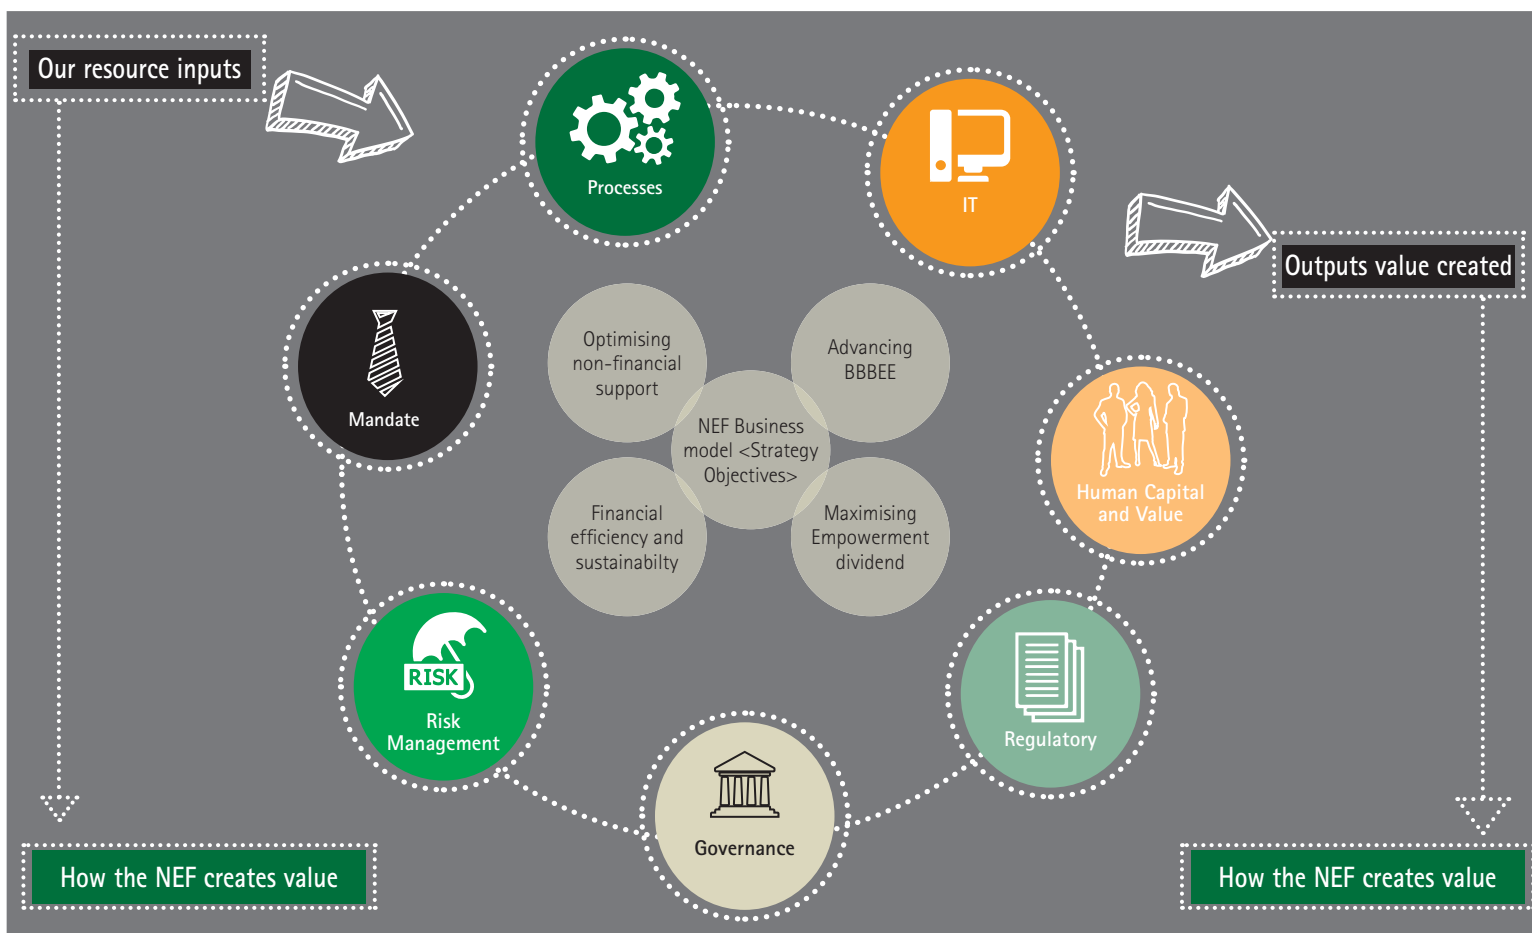 Our resource inputs
Processes
IT
Outputs value created
Mandate
Optimising
non-financial
support
Advancing
BBBEE
NEF Business
model <Strategy
Objectives>
Financial
efficiency and
sustainabilty
Maximising
Empowerment
dividend
Human Capital
and Value
RISK
Risk
Management
Regulatory
Governance
How the NEF creates value
How the NEF creates value